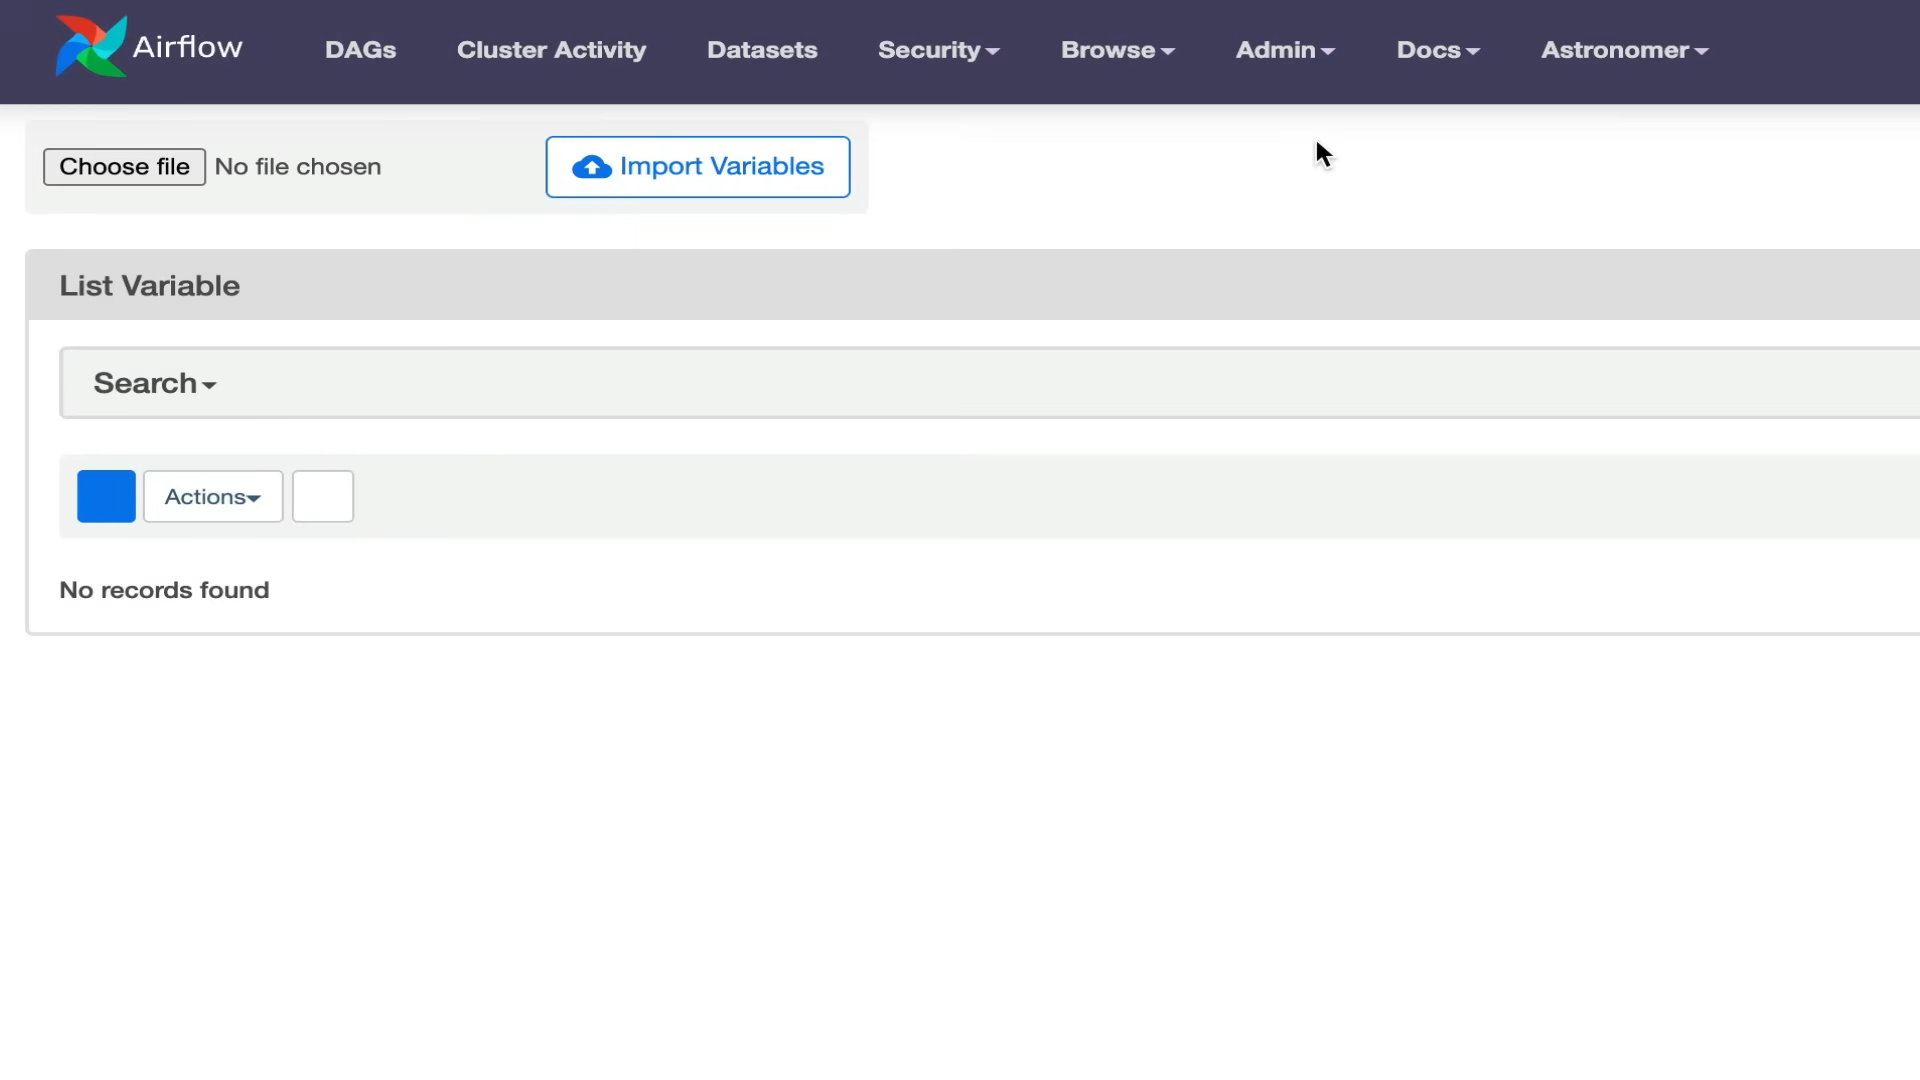 Airflow DAGs Cluster Activity Datasets Security Browse Admin Docs Astronomer
Choose file No file chosen Import Variables
List Variable
Search
Actions
No records found